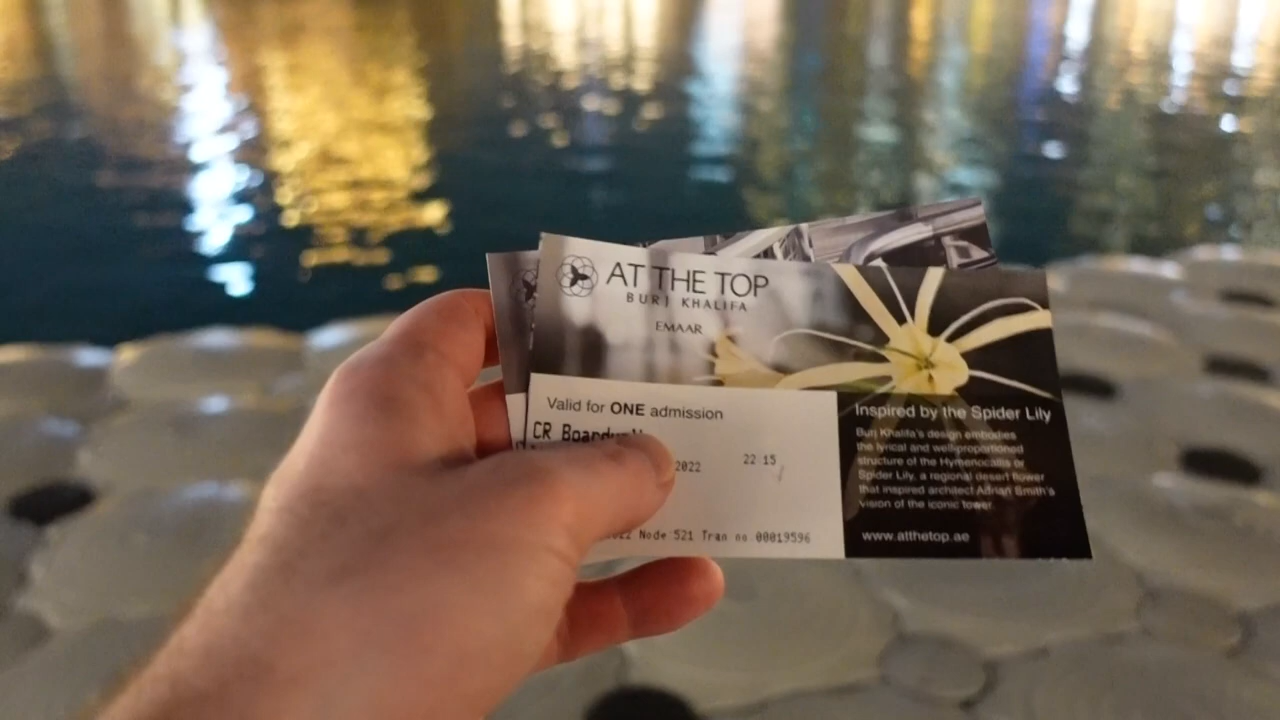 AT THE TOP
BURJ KHALIFA
EMAAR
Valid for ONE admission
CR
2022 22 15
Node 521 Tran no 00019596
Inspired by the Spider Lily
Burj Khalifa's design embodies
the lyrical and well-proportioned
structure of the Hymenocallis or
Spider Lily, a regional desert flower
that inspired architect Adrian Smith's
vision of the iconic tower.
www.atthetop.ae